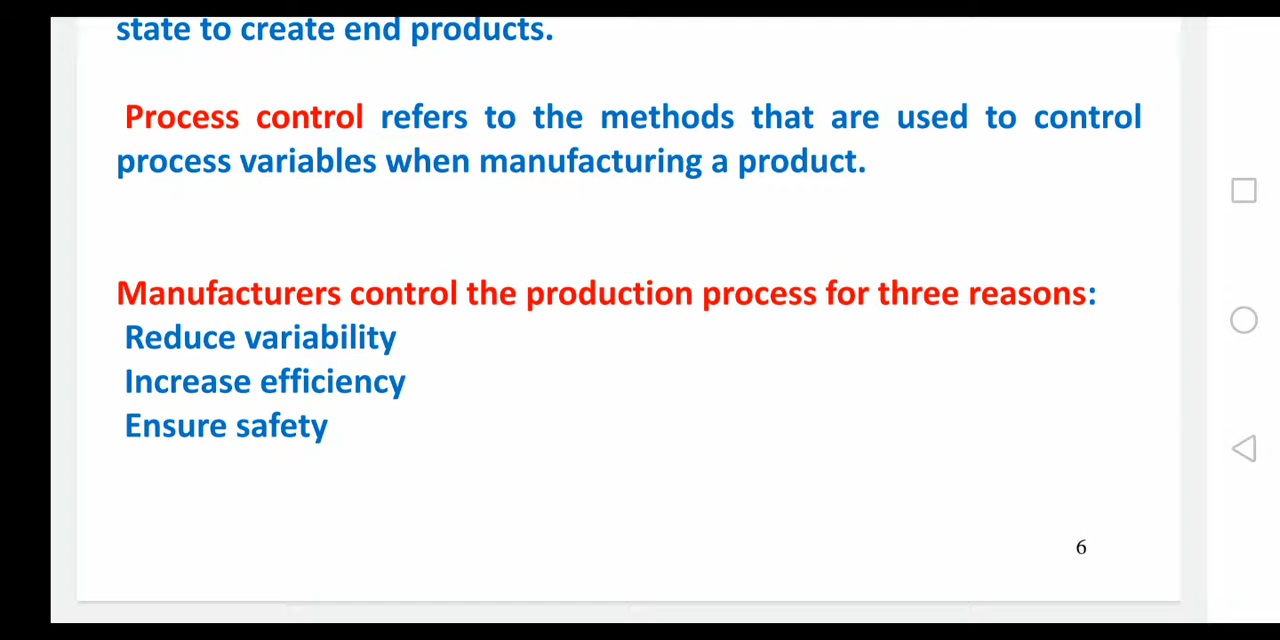 state to create end products.
Process control refers to the methods that are used to control
process variables when manufacturing a product.
Manufacturers control the production process for three reasons:
Reduce variability
Increase efficiency
Ensure safety
6